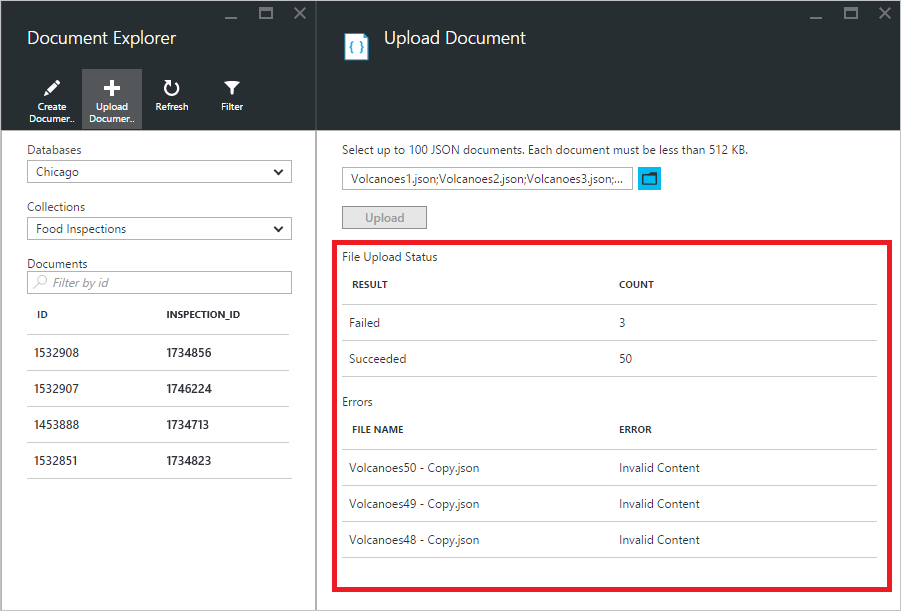 Document Explorer
Create
Documer..
Upload
Documer..
Refresh
Filter
Databases
Chicago
Collections
Food Inspections
Documents
Filter by id
ID INSPECTION_ID
1532908 1734856
1532907 1746224
1453888 1734713
1532851 1734823
{ } Upload Document
Select up to 100 JSON documents. Each document must be less than 512 KB.
Volcanoes1.json;Volcanoes2.json;Volcanoes3.json;...
Upload
File Upload Status
RESULT COUNT
Failed 3
Succeeded 50
Errors
FILE NAME ERROR
Volcanoes50 - Copy.json Invalid Content
Volcanoes49 - Copy.json Invalid Content
Volcanoes48 - Copy.json Invalid Content